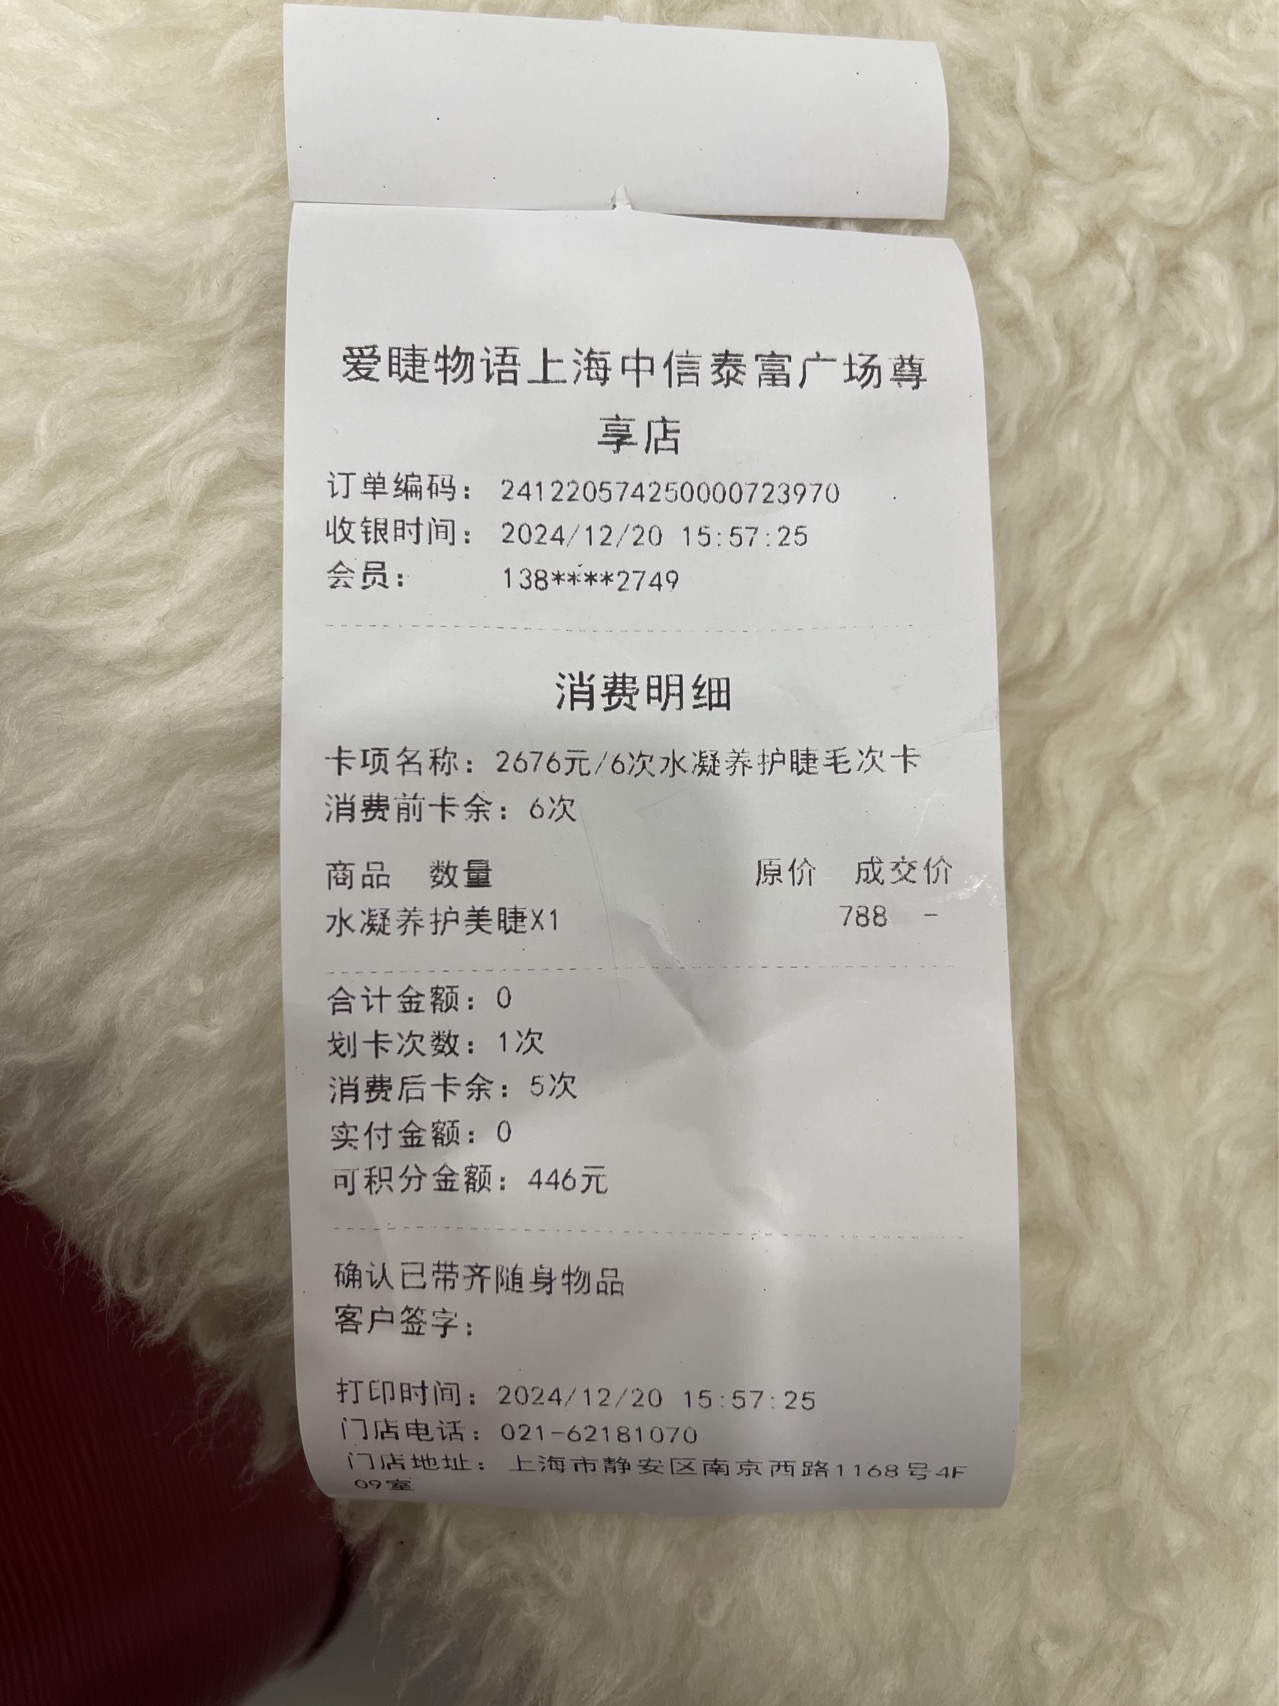 爱睫物语上海中信泰富广场尊
享店
订单编码： 241220574250000723970
收银时间： 2024/12/20 15:57:25
会员： 138****2749
消费明细
卡项名称：2676元/6次水凝养护睫毛次卡
消费前卡余：6次
商品 数量 原价 成交价
水凝养护美睫X1 788 -
合计金额：0
划卡次数：1次
消费后卡余：5次
实付金额：0
可积分金额：446元
确认已带齐随身物品
客户签字：
打印时间：2024/12/20 15:57:25
门店电话：021-62181070
门店地址：上海市静安区南京西路1168号4F
09室